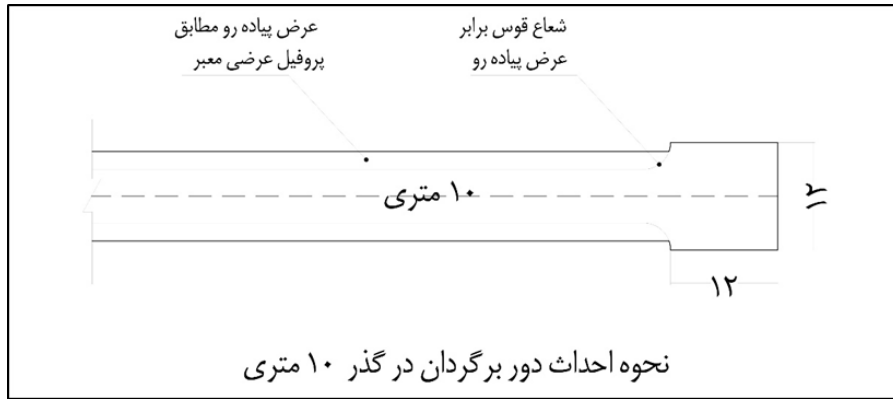 شعاع قوس برابر
عرض پیاده رو
عرض پیاده رو مطابق
پروفیل عرضی معبر
۱۰ متری
۱۲
۱۲
نحوه احداث دور برگردان در گذر ۱۰ متری